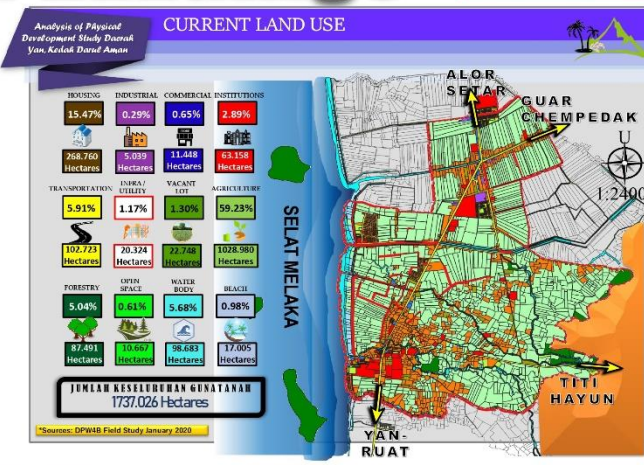 Analysis of Physical
Development Study Daerah
Yan, Kedah Darul Aman
CURRENT LAND USE
HOUSING INDUSTRIAL COMMERCIAL INSTITUTIONS
15.47% 0.29% 0.65% 2.89%
268.760 5.039 11.448 63.158
Hectares Hectares Hectares Hectares
TRANSPORTATION INFRA/ UTILITY VACANT LOT AGRICULTURE
5.91% 1.17% 1.30% 59.23%
102.723 20.324 22.748 1028.980
Hectares Hectares Hectares Hectares
FORESTRY OPEN SPACE WATER BODY BEACH
5.04% 0.61% 5.68% 0.98%
87.491 10.667 98.683 17.005
Hectares Hectares Hectares Hectares
JUMLAH KESELURUHAN GUNATANAH
1737.026 Hectares
*Sources: DPW4B Field Study January 2020
SELAT MELAKA
ALOR
SETAR
GUAR
CHEMPEDAK
U
1:2400
TITI
HAYUN
YAN-
RUAT